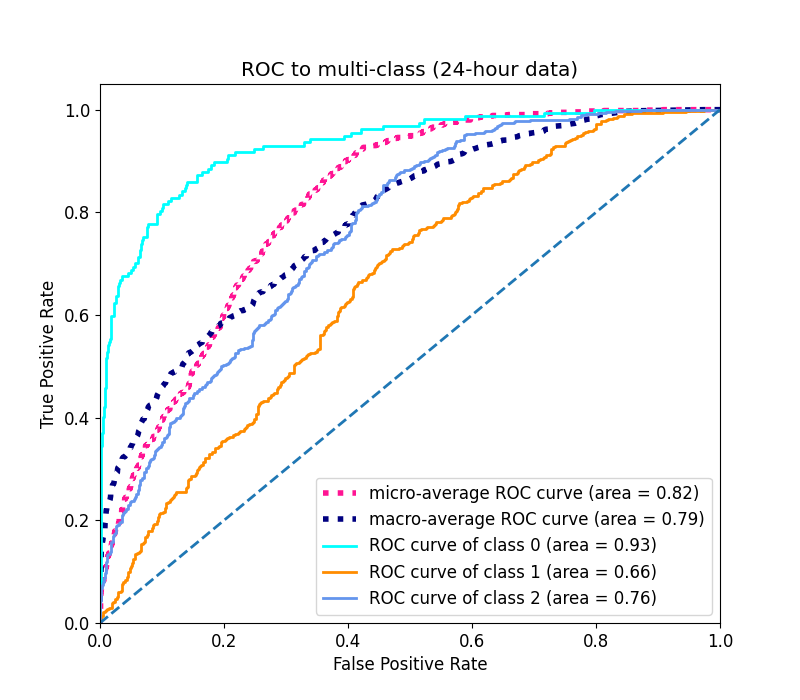 ROC to multi-class (24-hour data)
1.0
0.8
0.6
0.4
0.2
0.0
True Positive Rate
micro-average ROC curve (area = 0.82)
macro-average ROC curve (area = 0.79)
ROC curve of class 0 (area = 0.93)
ROC curve of class 1 (area = 0.66)
ROC curve of class 2 (area = 0.76)
0.0 0.2 0.4 0.6 0.8 1.0
False Positive Rate